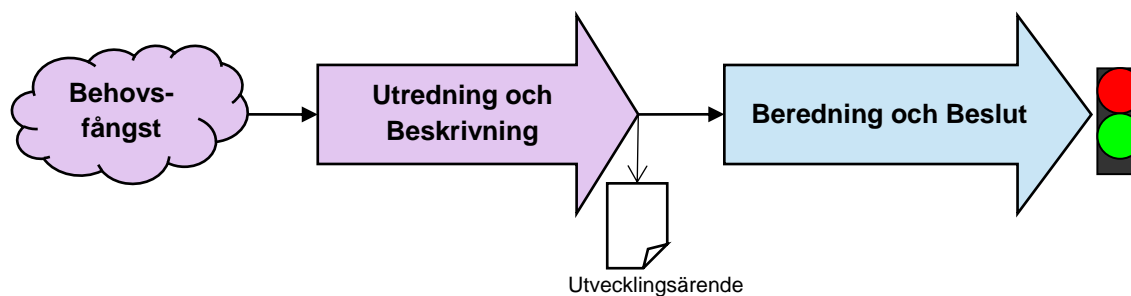 Behovs-
fångst
Utredning och
Beskrivning
Beredning och Beslut
Utvecklingsärende